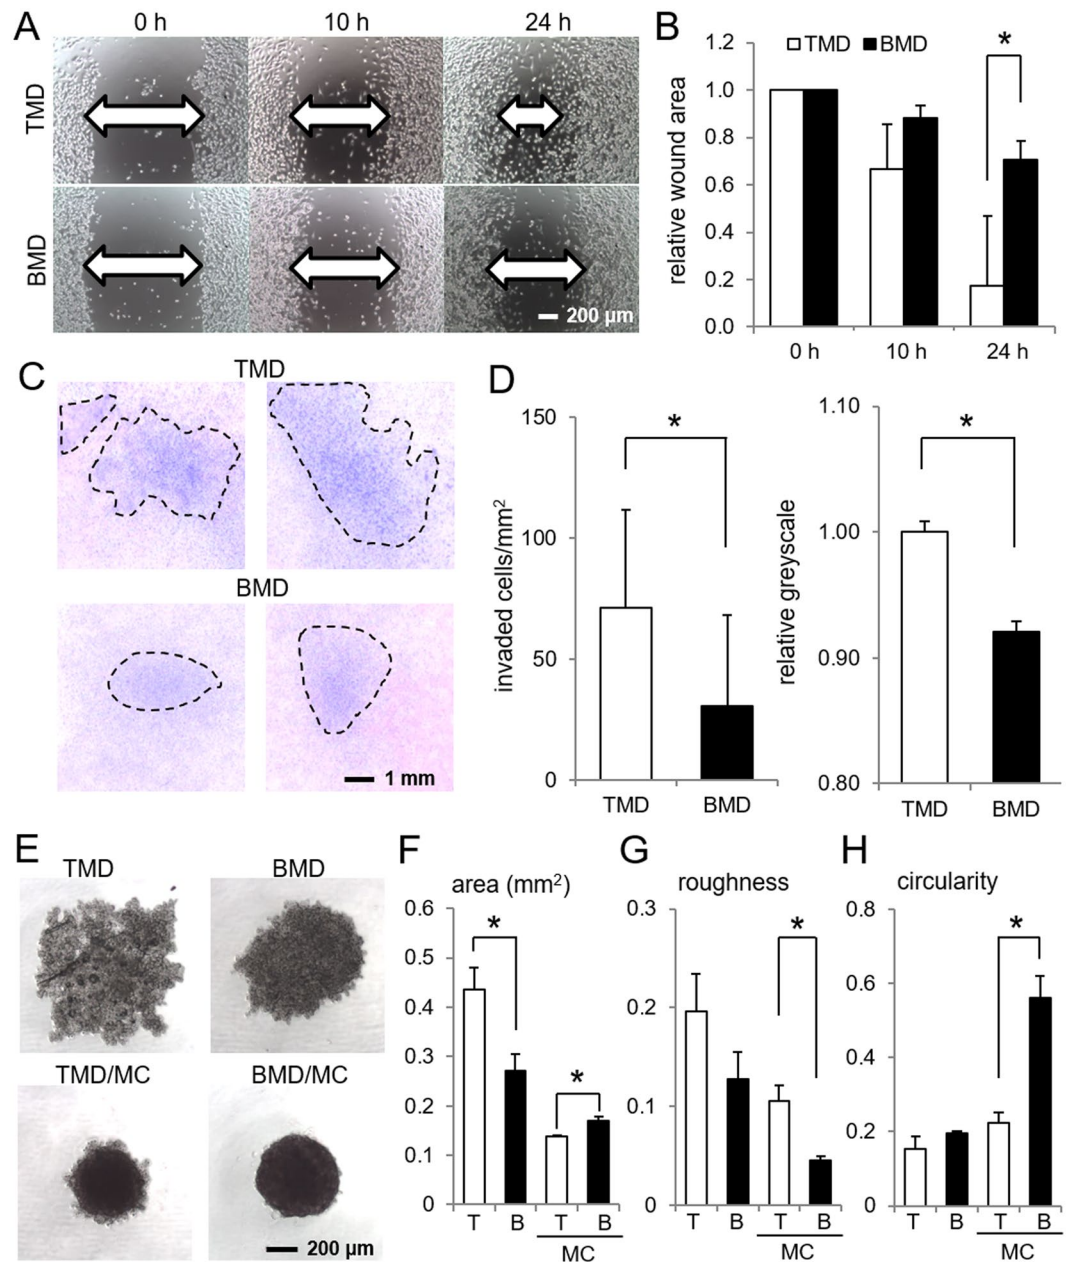 A
0 h 10 h 24 h
TMD
BMD
200 µm
B
TMD BMD
*
relative wound area
1.2
1.0
0.8
0.6
0.4
0.2
0.0
0 h 10 h 24 h
C
TMD
BMD
1 mm
D
invaded cells/mm²
150
100
50
0
*
TMD BMD
relative greyscale
1.10
1.00
0.90
0.80
*
TMD BMD
E
TMD BMD
TMD/MC BMD/MC
200 µm
F
area (mm²)
0.6
0.5
0.4
0.3
0.2
0.1
0
*
*
T B T B
MC
G
roughness
0.3
0.2
0.1
0
*
T B T B
MC
H
circularity
0.8
0.6
0.4
0.2
0
*
T B T B
MC